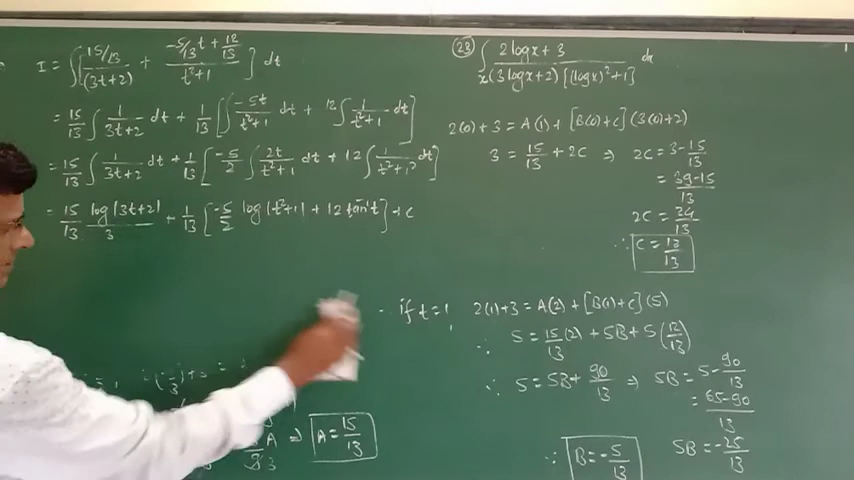 I = ∫[ (15/13)/(3t+2) + (-5/13 t + 12/13)/(t²+1) ] dt
= 15/13 ∫ 1/(3t+2) dt + 1/13 [ ∫ -5t/(t²+1) dt + 12 ∫ 1/(t²+1) dt ]
= 15/13 ∫ 1/(3t+2) dt + 1/13 [ -5/2 ∫ 2t/(t²+1) dt + 12 ∫ 1/(t²+1) dt ]
= 15/13 log|3t+2|/3 + 1/13 [ -5/2 log|t²+1| + 12 tan⁻¹t ] + c
⇒ A = 15/13
(28) ∫ (2 log x + 3)/(x(3 log x + 2)[(log x)² + 1]) dx
2(0)+3 = A(1) + [B(0)+C](3(0)+2)
3 = 15/13 + 2C ⇒ 2C = 3 - 15/13
= (39-15)/13
2C = 24/13
∴ C = 12/13
∴ if t = 1, 2(1)+3 = A(2) + [B(1)+C](5)
∴ 5 = 15/13 (2) + 5B + 5(12/13)
∴ 5 = 5B + 90/13 ⇒ 5B = 5 - 90/13
= (65-90)/13
5B = -25/13
∴ B = -5/13